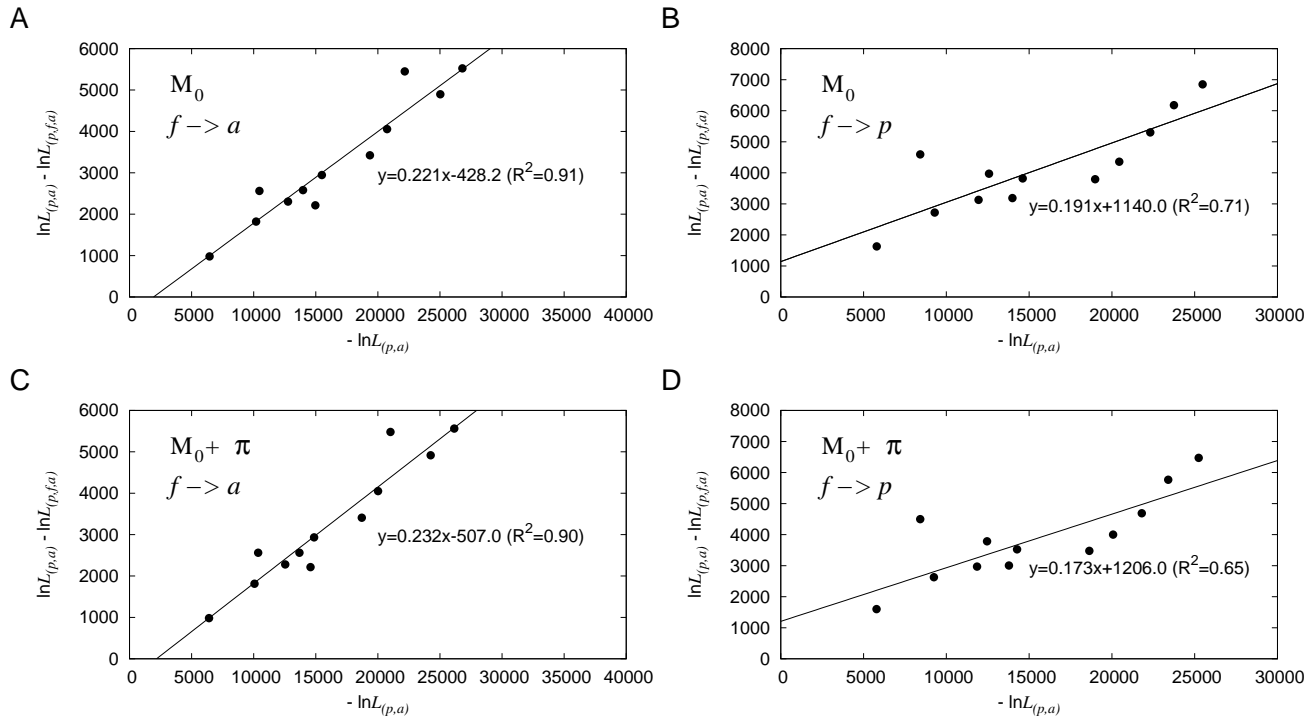 A
6000
5000
4000
3000
2000
1000
0
lnL(p,a) - lnL(p,f,a)
M0
f −> a
y=0.221x-428.2 (R2=0.91)
0 5000 10000 15000 20000 25000 30000 35000 40000
- lnL(p,a)
B
8000
7000
6000
5000
4000
3000
2000
1000
0
lnL(p,a) - lnL(p,f,a)
M0
f −> p
y=0.191x+1140.0 (R2=0.71)
0 5000 10000 15000 20000 25000 30000
- lnL(p,a)
C
6000
5000
4000
3000
2000
1000
0
lnL(p,a) - lnL(p,f,a)
M0+ π
f −> a
y=0.232x-507.0 (R2=0.90)
0 5000 10000 15000 20000 25000 30000 35000 40000
- lnL(p,a)
D
8000
7000
6000
5000
4000
3000
2000
1000
0
lnL(p,a) - lnL(p,f,a)
M0+ π
f −> p
y=0.173x+1206.0 (R2=0.65)
0 5000 10000 15000 20000 25000 30000
- lnL(p,a)